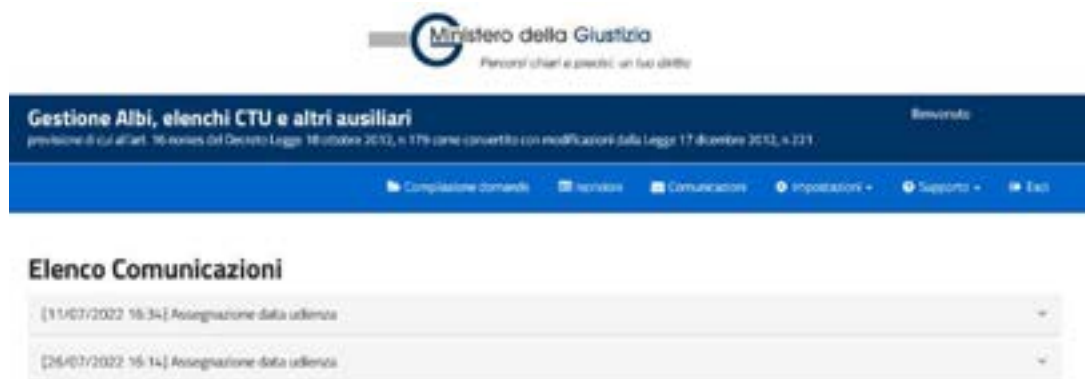 Ministero della Giustizia
Percorsi chiari e precisi: un tuo diritto
Gestione Albi, elenchi CTU e altri ausiliari
Benvenuto
previsione di cui all'art. 16 novies del Decreto Legge 18 ottobre 2012, n 179 come convertito con modificazioni dalla Legge 17 dicembre 2012, n 221
Compilazione domande Iscrizioni Comunicazioni Impostazioni Supporto Esci
Elenco Comunicazioni
[11/07/2022 16:34] Assegnazione data udienza
[26/07/2022 16:14] Assegnazione data udienza